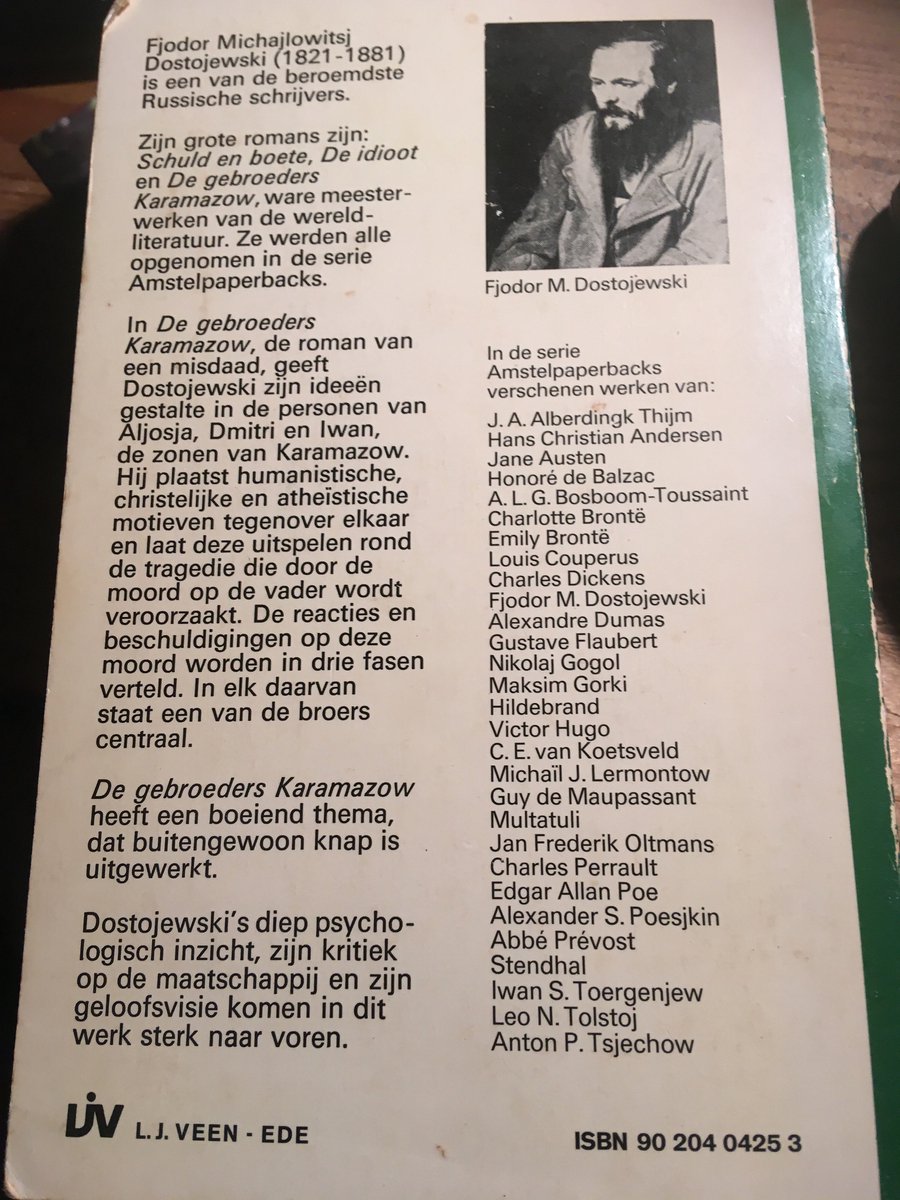 Fjodor Michajlowitsj
Dostojewski (1821-1881)
is een van de beroemdste
Russische schrijvers.
Zijn grote romans zijn:
Schuld en boete, De idioot
en De gebroeders
Karamazow, ware meester-
werken van de wereld-
literatuur. Ze werden alle
opgenomen in de serie
Amstelpaperbacks.
In De gebroeders
Karamazow, de roman van
een misdaad, geeft
Dostojewski zijn ideeën
gestalte in de personen van
Aljosja, Dmitri en Iwan,
de zonen van Karamazow.
Hij plaatst humanistische,
christelijke en atheïstische
motieven tegenover elkaar
en laat deze uitspelen rond
de tragedie die door de
moord op de vader wordt
veroorzaakt. De reacties en
beschuldigingen op deze
moord worden in drie fasen
verteld. In elk daarvan
staat een van de broers
centraal.
De gebroeders Karamazow
heeft een boeiend thema,
dat buitengewoon knap is
uitgewerkt.
Dostojewski's diep psycho-
logisch inzicht, zijn kritiek
op de maatschappij en zijn
geloofsvisie komen in dit
werk sterk naar voren.
LJV L.J. VEEN - EDE
Fjodor M. Dostojewski
In de serie
Amstelpaperbacks
verschenen werken van:
J. A. Alberdingk Thijm
Hans Christian Andersen
Jane Austen
Honoré de Balzac
A. L. G. Bosboom-Toussaint
Charlotte Brontë
Emily Brontë
Louis Couperus
Charles Dickens
Fjodor M. Dostojewski
Alexandre Dumas
Gustave Flaubert
Nikolaj Gogol
Maksim Gorki
Hildebrand
Victor Hugo
C. E. van Koetsveld
Michaïl J. Lermontow
Guy de Maupassant
Multatuli
Jan Frederik Oltmans
Charles Perrault
Edgar Allan Poe
Alexander S. Poesjkin
Abbé Prévost
Stendhal
Iwan S. Toergenjew
Leo N. Tolstoj
Anton P. Tsjechow
ISBN 90 204 0425 3